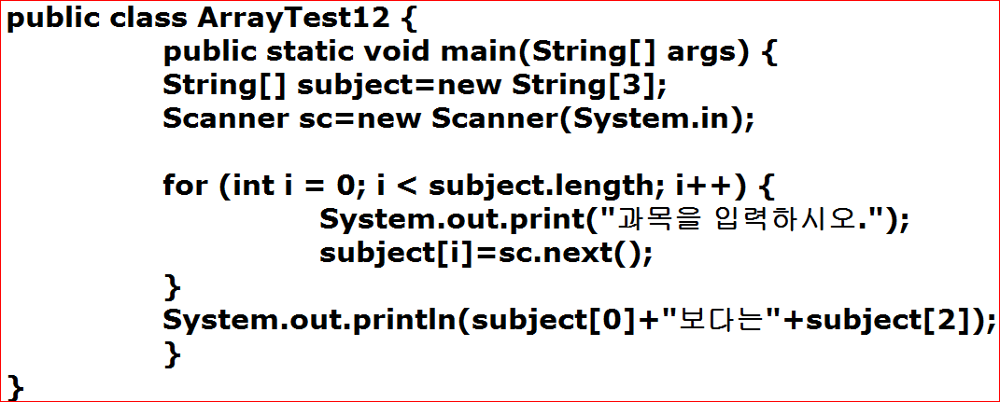 public class ArrayTest12 {
public static void main(String[] args) {
String[] subject=new String[3];
Scanner sc=new Scanner(System.in);
for (int i = 0; i < subject.length; i++) {
System.out.print("과목을 입력하시오.");
subject[i]=sc.next();
}
System.out.println(subject[0]+"보다는"+subject[2]);
}
}